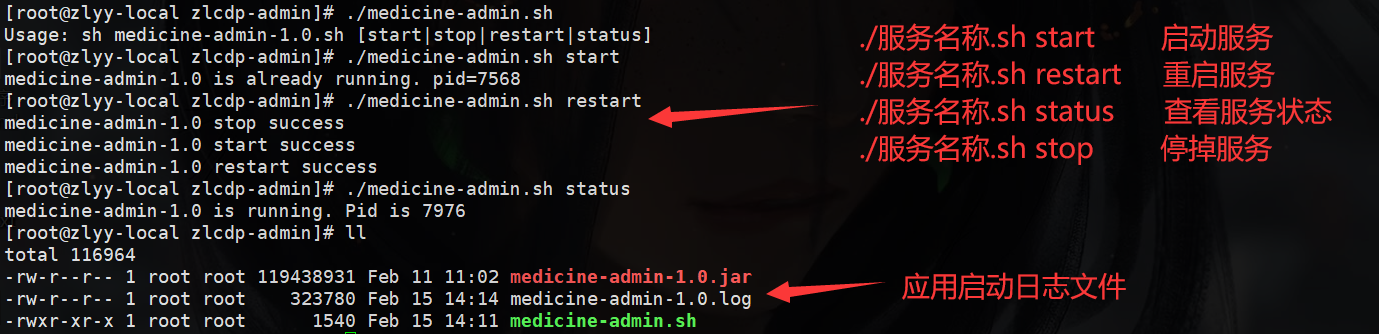 [root@zlyy-local zlcdp-admin]# ./medicine-admin.sh
Usage: sh medicine-admin-1.0.sh [start|stop|restart|status]
[root@zlyy-local zlcdp-admin]# ./medicine-admin.sh start
medicine-admin-1.0 is already running. pid=7568
[root@zlyy-local zlcdp-admin]# ./medicine-admin.sh restart
medicine-admin-1.0 stop success
medicine-admin-1.0 start success
medicine-admin-1.0 restart success
[root@zlyy-local zlcdp-admin]# ./medicine-admin.sh status
medicine-admin-1.0 is running. Pid is 7976
[root@zlyy-local zlcdp-admin]# ll
total 116964
-rw-r--r-- 1 root root 119438931 Feb 11 11:02 medicine-admin-1.0.jar
-rw-r--r-- 1 root root    323780 Feb 15 14:14 medicine-admin-1.0.log
-rwxr-xr-x 1 root root      1540 Feb 15 14:11 medicine-admin.sh
./服务名称.sh start 启动服务
./服务名称.sh restart 重启服务
./服务名称.sh status 查看服务状态
./服务名称.sh stop 停掉服务
应用启动日志文件